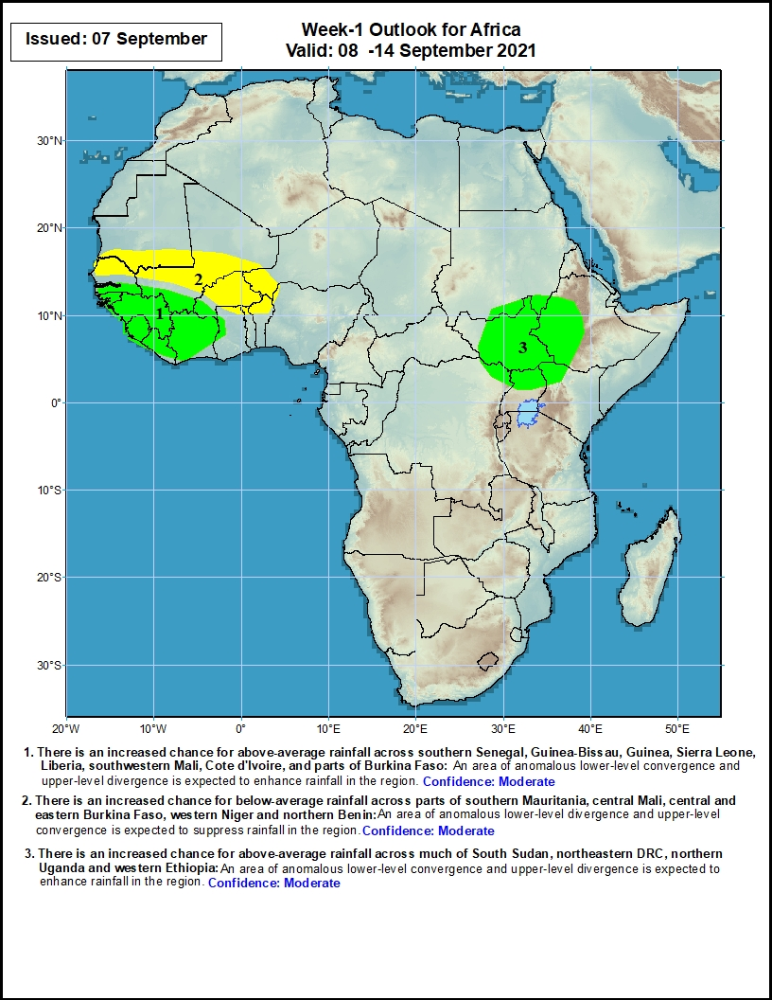 Issued: 07 September
Week-1 Outlook for Africa
Valid: 08 -14 September 2021
30°N
20°N
10°N
0°
10°S
20°S
30°S
1
2
3
20°W 10°W 0° 10°E 20°E 30°E 40°E 50°E
1. There is an increased chance for above-average rainfall across southern Senegal, Guinea-Bissau, Guinea, Sierra Leone,
Liberia, southwestern Mali, Cote d'Ivoire, and parts of Burkina Faso: An area of anomalous lower-level convergence and
upper-level divergence is expected to enhance rainfall in the region. Confidence: Moderate
2. There is an increased chance for below-average rainfall across parts of southern Mauritania, central Mali, central and
eastern Burkina Faso, western Niger and northern Benin:An area of anomalous lower-level divergence and upper-level
convergence is expected to suppress rainfall in the region. Confidence: Moderate
3. There is an increased chance for above-average rainfall across much of South Sudan, northeastern DRC, northern
Uganda and western Ethiopia:An area of anomalous lower-level convergence and upper-level divergence is expected to
enhance rainfall in the region. Confidence: Moderate